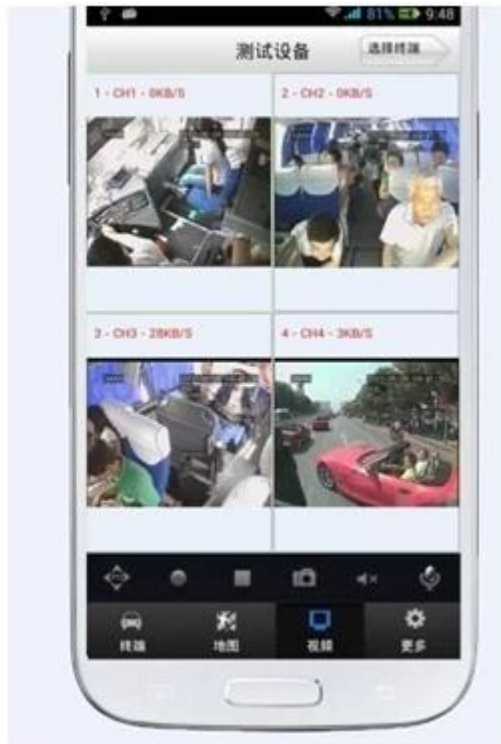 81% 9:48
测试设备
选择终端
1 - CH1 - 0KB/S
2 - CH2 - 0KB/S
3 - CH3 - 28KB/S
4 - CH4 - 3KB/S
终端
地图
视频
更多